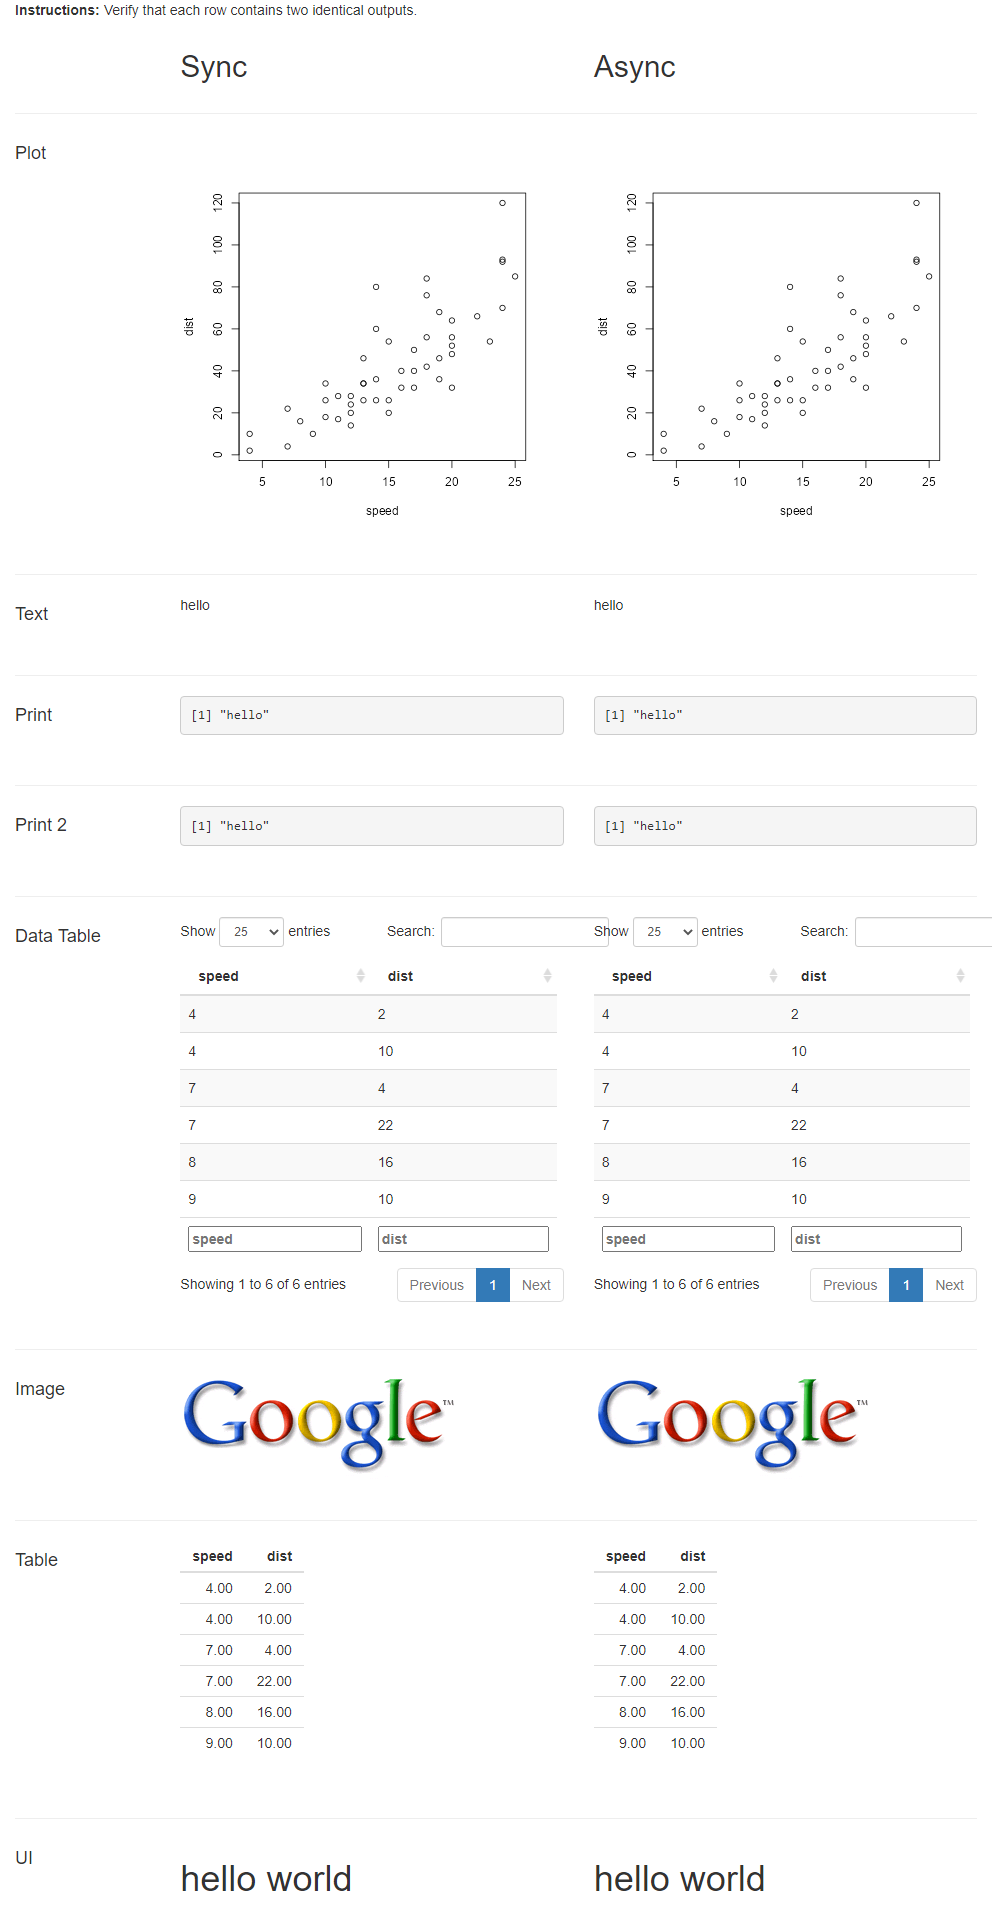 Instructions: Verify that each row contains two identical outputs.
Sync Async
Plot
120 120
100 100
80 80
60 60
40 40
20 20
0 0
dist dist
5 10 15 20 25 5 10 15 20 25
speed speed
Text hello hello
Print [1] "hello" [1] "hello"
Print 2 [1] "hello" [1] "hello"
Data Table Show 25 entries Search: Show 25 entries Search:
speed dist speed dist
4 2 4 2
4 10 4 10
7 4 7 4
7 22 7 22
8 16 8 16
9 10 9 10
speed dist speed dist
Showing 1 to 6 of 6 entries Previous 1 Next Showing 1 to 6 of 6 entries Previous 1 Next
Image Google™ Google™
Table speed dist speed dist
4.00 2.00 4.00 2.00
4.00 10.00 4.00 10.00
7.00 4.00 7.00 4.00
7.00 22.00 7.00 22.00
8.00 16.00 8.00 16.00
9.00 10.00 9.00 10.00
UI hello world hello world